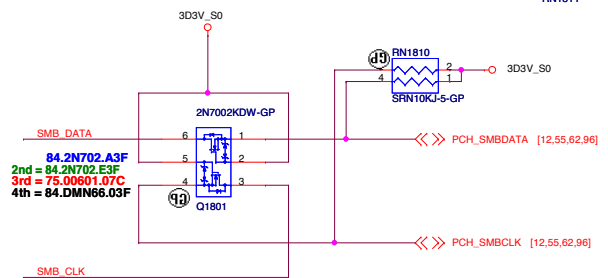 3D3V_S0
RN1810
2
4
1
3D3V_S0
SRN10KJ-5-GP
2N7002KDW-GP
SMB_DATA
6
1
PCH_SMBDATA [12,55,62,96]
84.2N702.A3F
5
2
2nd = 84.2N702.E3F
3rd = 75.00601.07C
4
3
4th = 84.DMN66.03F
Q1801
PCH_SMBCLK [12,55,62,96]
SMB_CLK